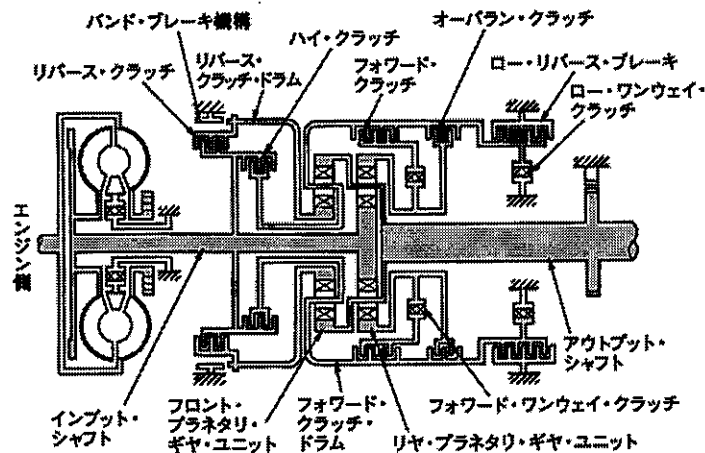 バンド・ブレーキ機構
オーバラン・クラッチ
ハイ・クラッチ
リバース・
クラッチ・ドラム
リバース・クラッチ
フォワード・
クラッチ
ロー・リバース・ブレーキ
ロー・ワンウェイ・
クラッチ
エンジン側
アウトプット・
シャフト
インプット・
シャフト
フロント・
プラネタリ・
ギヤ・ユニット
フォワード・
クラッチ・
ドラム
フォワード・ワンウェイ・クラッチ
リヤ・プラネタリ・ギヤ・ユニット